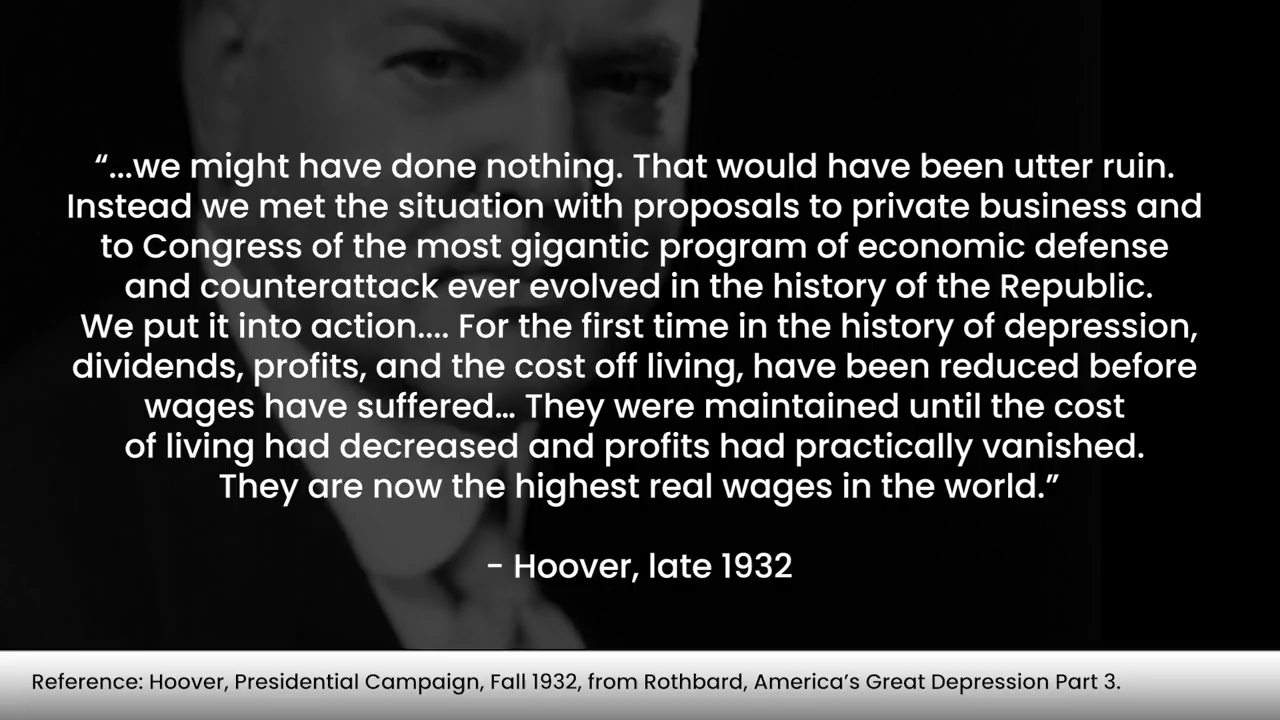 “...we might have done nothing. That would have been utter ruin.
Instead we met the situation with proposals to private business and
to Congress of the most gigantic program of economic defense
and counterattack ever evolved in the history of the Republic.
We put it into action.... For the first time in the history of depression,
dividends, profits, and the cost off living, have been reduced before
wages have suffered... They were maintained until the cost
of living had decreased and profits had practically vanished.
They are now the highest real wages in the world.”
- Hoover, late 1932
Reference: Hoover, Presidential Campaign, Fall 1932, from Rothbard, America’s Great Depression Part 3.